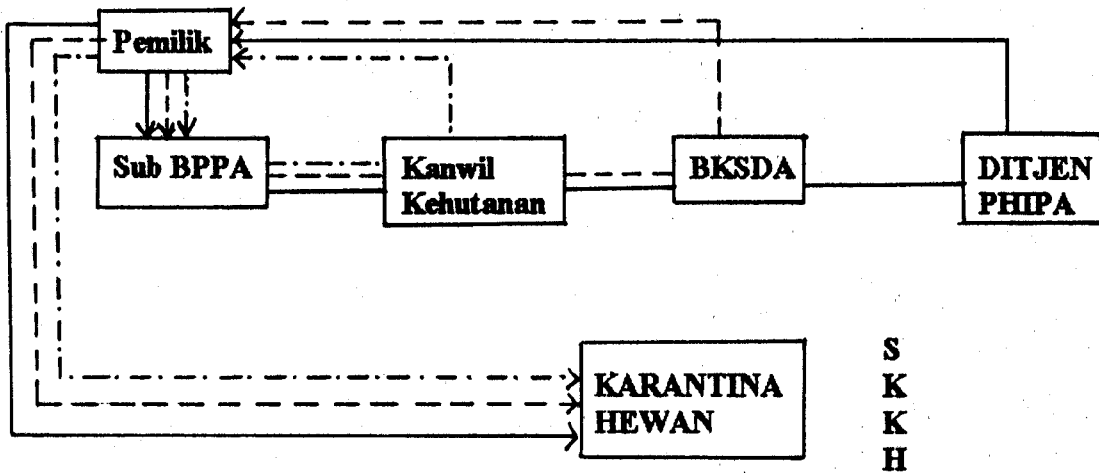 Pemilik
Sub BPPA
Kanwil
Kehutanan
BKSDA
DITJEN
PHIPA
KARANTINA
HEWAN
S
K
K
H